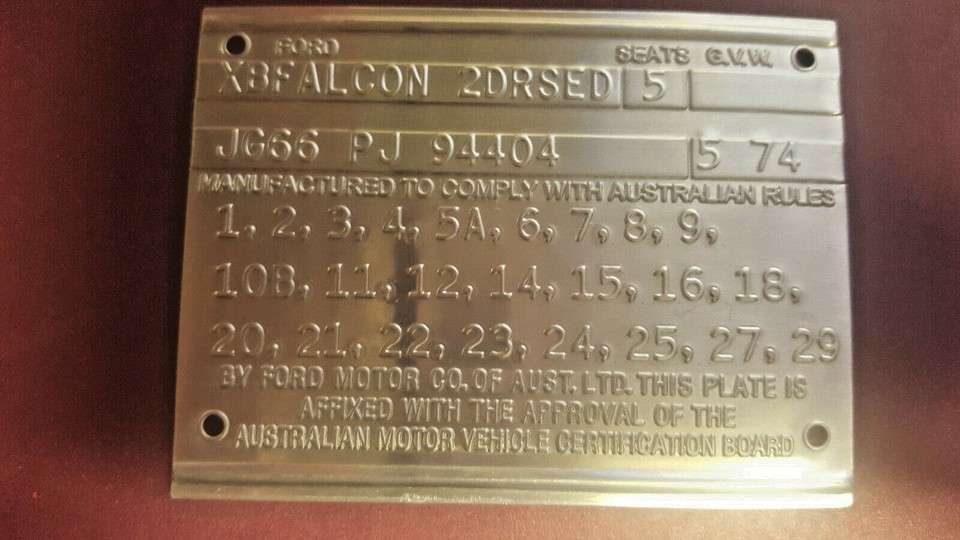 FORD SEATS G.V.W.
XBFALCON 2DRSED 5
JG66 PJ 94404 5 74
MANUFACTURED TO COMPLY WITH AUSTRALIAN RULES
1, 2, 3, 4, 5A, 6, 7, 8, 9,
10B, 11, 12, 14, 15, 16, 18,
20, 21, 22, 23, 24, 25, 27, 29
BY FORD MOTOR CO. OF AUST. LTD. THIS PLATE IS
AFFIXED WITH THE APPROVAL OF THE
AUSTRALIAN MOTOR VEHICLE CERTIFICATION BOARD